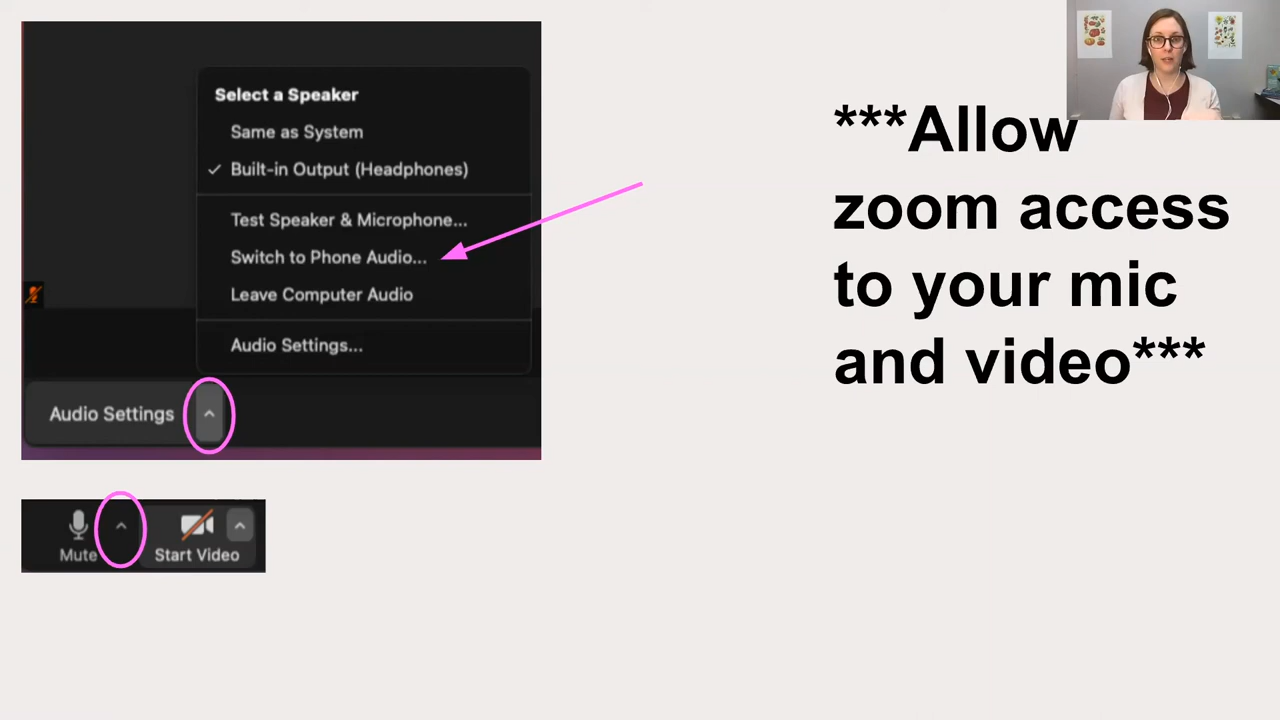 Select a Speaker
Same as System
Built-in Output (Headphones)
Test Speaker & Microphone...
Switch to Phone Audio...
Leave Computer Audio
Audio Settings...
Audio Settings
Mute
Start Video
***Allow
zoom access
to your mic
and video***